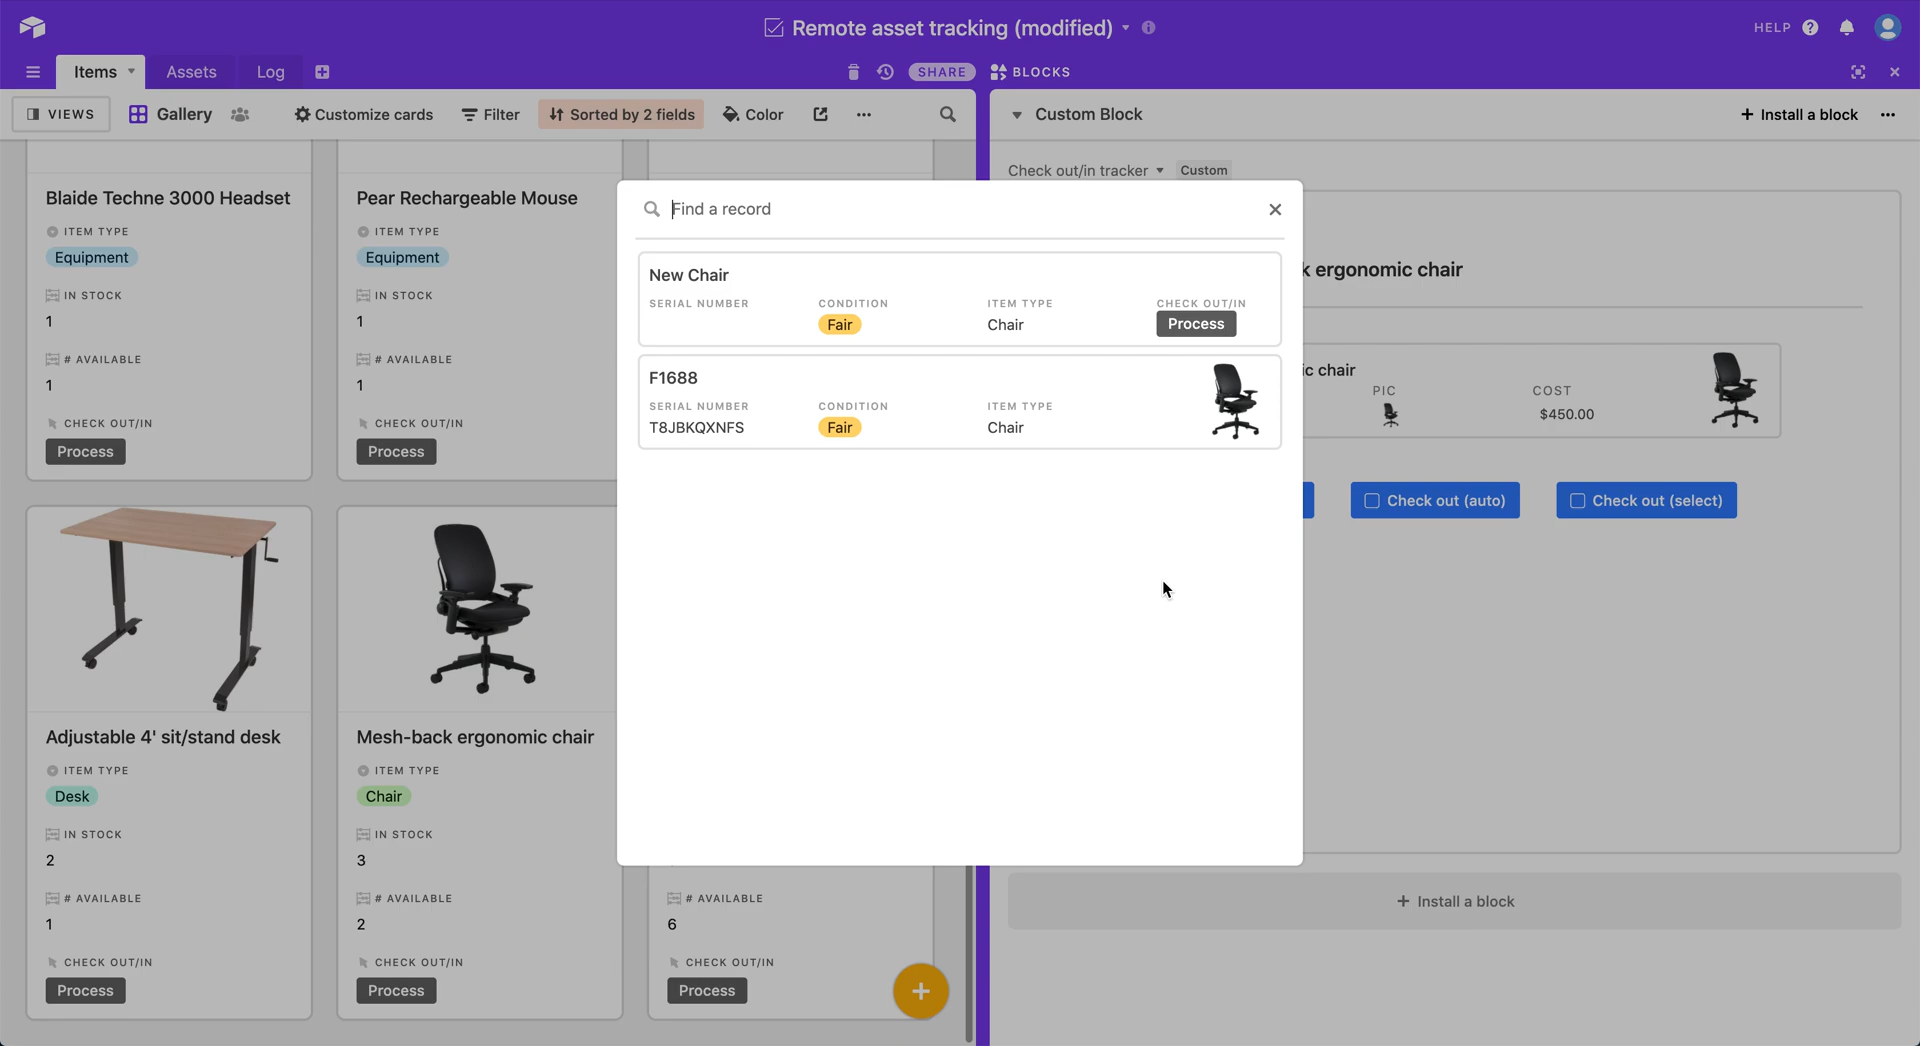 Remote asset tracking (modified)
HELP
Items
Assets
Log
SHARE
BLOCKS
VIEWS
Gallery
Customize cards
Filter
Sorted by 2 fields
Color
Custom Block
+ Install a block
Check out/in tracker
Custom
Blaide Techne 3000 Headset
ITEM TYPE
Equipment
IN STOCK
1
# AVAILABLE
1
CHECK OUT/IN
Process
Pear Rechargeable Mouse
ITEM TYPE
Equipment
IN STOCK
1
# AVAILABLE
1
CHECK OUT/IN
Process
Adjustable 4' sit/stand desk
ITEM TYPE
Desk
IN STOCK
2
# AVAILABLE
1
CHECK OUT/IN
Process
Mesh-back ergonomic chair
ITEM TYPE
Chair
IN STOCK
3
# AVAILABLE
2
CHECK OUT/IN
Process
# AVAILABLE
6
CHECK OUT/IN
Process
+
Find a record
New Chair
SERIAL NUMBER
CONDITION
Fair
ITEM TYPE
Chair
CHECK OUT/IN
Process
F1688
SERIAL NUMBER
T8JBKQXNFS
CONDITION
Fair
ITEM TYPE
Chair
k ergonomic chair
ic chair
PIC
COST
$450.00
Check out (auto)
Check out (select)
+ Install a block